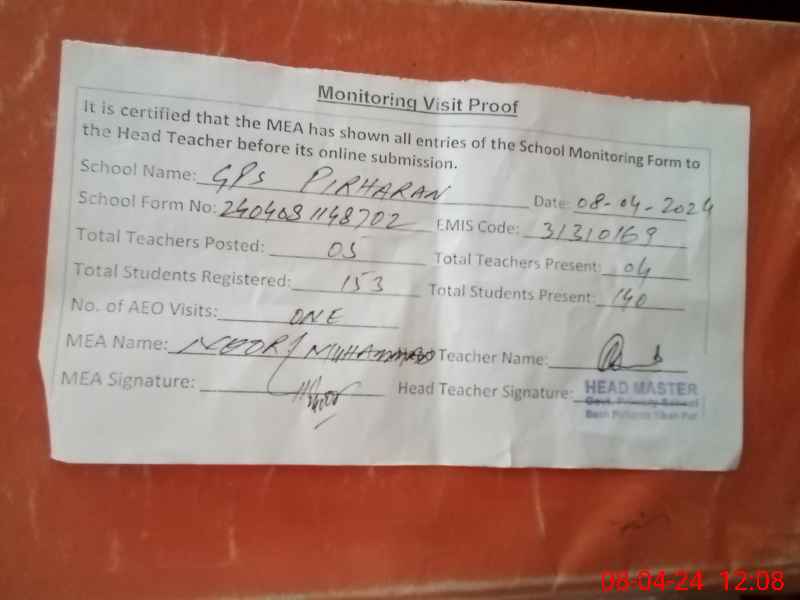 Monitoring Visit Proof
It is certified that the MEA has shown all entries of the School Monitoring Form to
the Head Teacher before its online submission.
School Name: GPS PIRHARAN Date: 08-04-2024
School Form No: 2404081148702 EMIS Code: 31310169
Total Teachers Posted: 05 Total Teachers Present: 04
Total Students Registered: 153 Total Students Present: 140
No. of AEO Visits: ONE
MEA Name: NOOR MUHAMMAD Teacher Name:
MEA Signature: Head Teacher Signature:
HEAD MASTER
Govt. Primary School
08-04-24 12:08